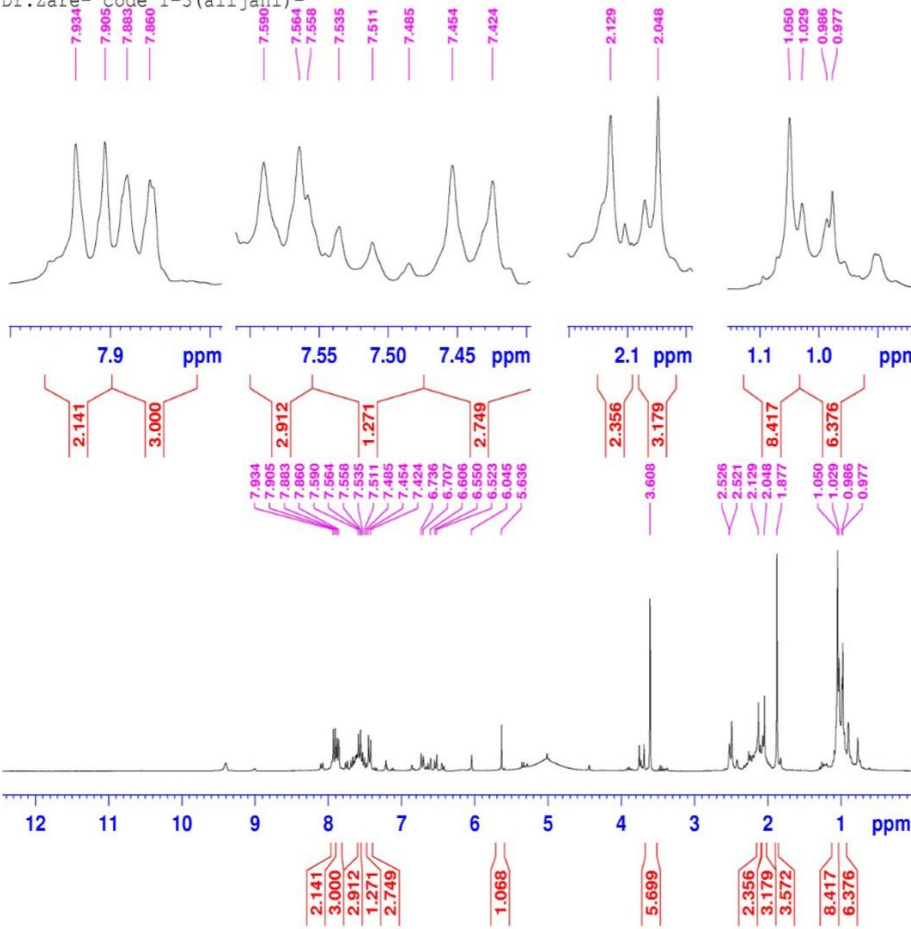 Dr.Zare- code 1-3(alijani)-
7.934 7.905 7.883 7.860 7.590 7.564 7.558 7.535 7.511 7.485 7.454 7.424 2.129 2.048 1.050 1.029 0.986 0.977
7.9 ppm 7.55 7.50 7.45 ppm 2.1 ppm 1.1 1.0 ppm
2.141 3.000 2.912 1.271 2.749 2.356 3.179 8.417 6.376
7.934 7.905 7.883 7.860 7.590 7.564 7.558 7.535 7.511 7.485 7.454 7.424 6.736 6.707 6.606 6.550 6.523 6.045 5.636 3.608 2.526 2.521 2.129 2.048 1.877 1.050 1.029 0.986 0.977
12 11 10 9 8 7 6 5 4 3 2 1 ppm
2.141 3.000 2.912 1.271 2.749 1.068 5.699 2.356 3.179 3.572 8.417 6.376